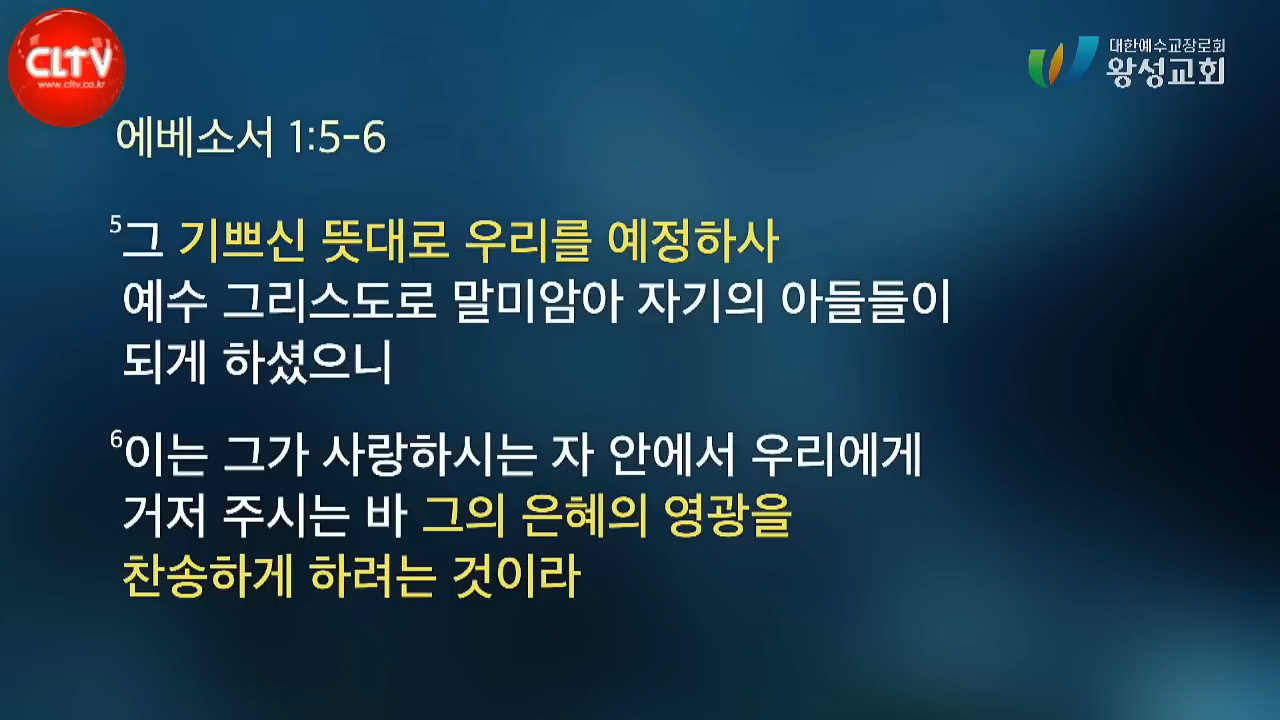 CLTV
www.cltv.co.kr
대한예수교장로회
왕성교회
에베소서 1:5-6
5그 기쁘신 뜻대로 우리를 예정하사
예수 그리스도로 말미암아 자기의 아들들이
되게 하셨으니
6이는 그가 사랑하시는 자 안에서 우리에게
거저 주시는 바 그의 은혜의 영광을
찬송하게 하려는 것이라